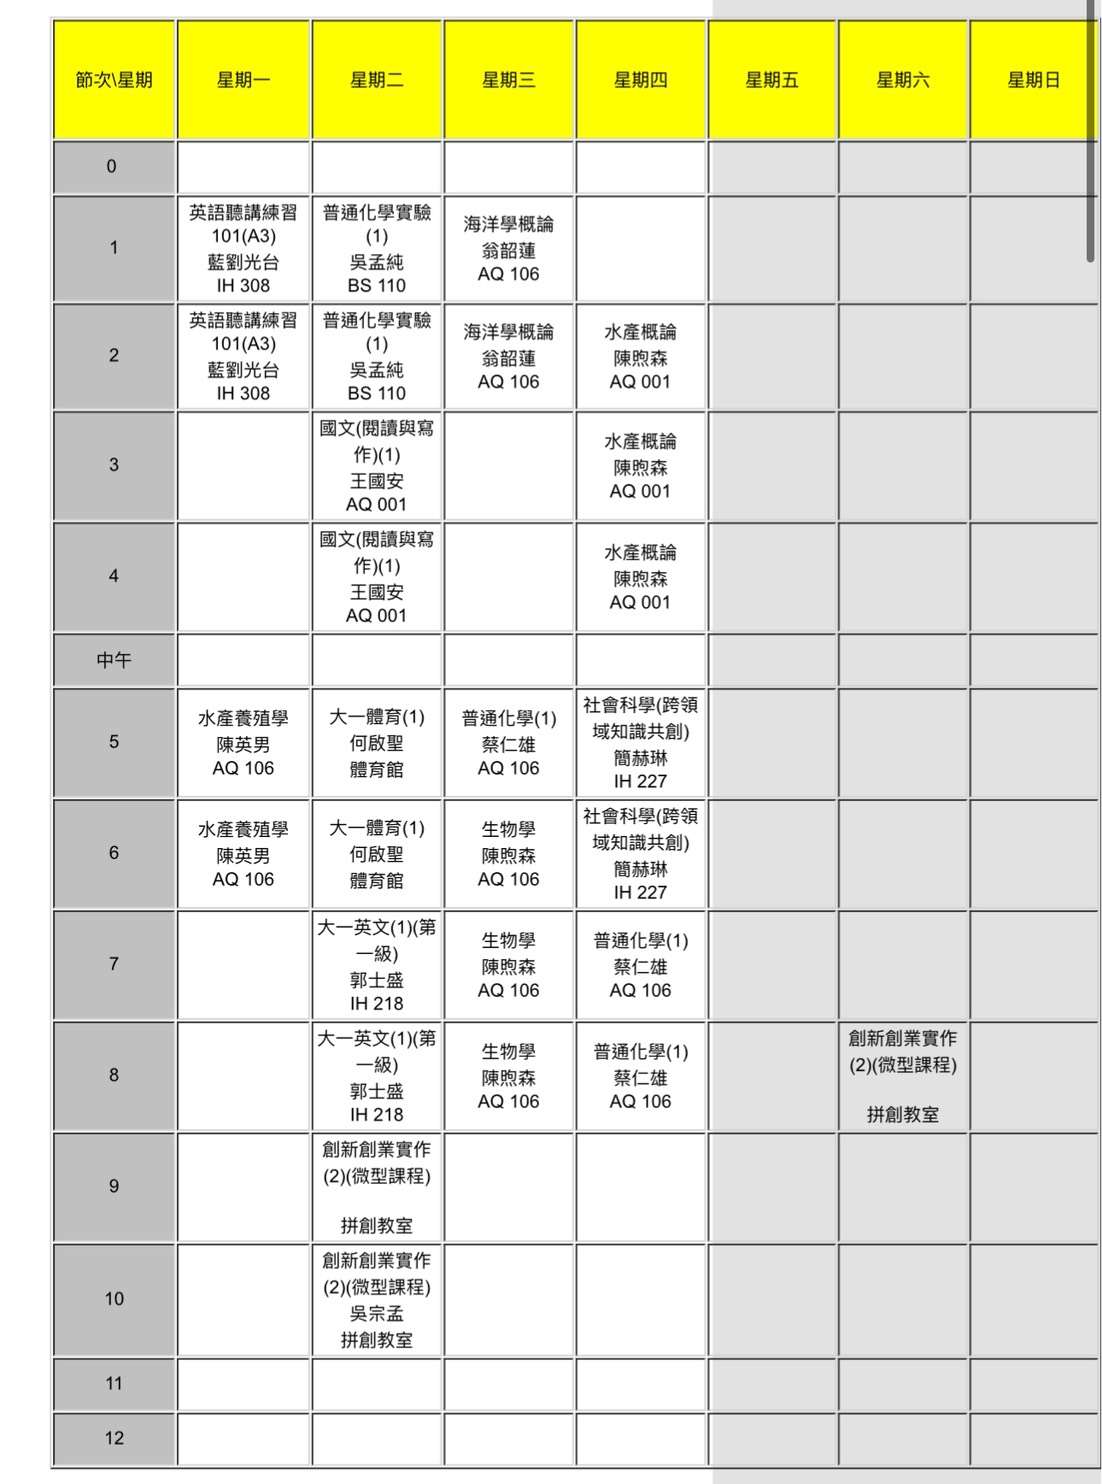 節次\星期 星期一 星期二 星期三 星期四 星期五 星期六 星期日
0
1
英語聽講練習
101(A3)
藍劉光台
IH 308
普通化學實驗
(1)
吳孟純
BS 110
海洋學概論
翁韶蓮
AQ 106
2
英語聽講練習
101(A3)
藍劉光台
IH 308
普通化學實驗
(1)
吳孟純
BS 110
海洋學概論
翁韶蓮
AQ 106
水產概論
陳煦森
AQ 001
3
國文(閱讀與寫
作)(1)
王國安
AQ 001
水產概論
陳煦森
AQ 001
4
國文(閱讀與寫
作)(1)
王國安
AQ 001
水產概論
陳煦森
AQ 001
中午
5
水產養殖學
陳英男
AQ 106
大一體育(1)
何啟聖
體育館
普通化學(1)
蔡仁雄
AQ 106
社會科學(跨領
域知識共創)
簡赫琳
IH 227
6
水產養殖學
陳英男
AQ 106
大一體育(1)
何啟聖
體育館
生物學
陳煦森
AQ 106
社會科學(跨領
域知識共創)
簡赫琳
IH 227
7
大一英文(1)(第
一級)
郭士盛
IH 218
生物學
陳煦森
AQ 106
普通化學(1)
蔡仁雄
AQ 106
8
大一英文(1)(第
一級)
郭士盛
IH 218
生物學
陳煦森
AQ 106
普通化學(1)
蔡仁雄
AQ 106
創新創業實作
(2)(微型課程)
拼創教室
9
創新創業實作
(2)(微型課程)
拼創教室
10
創新創業實作
(2)(微型課程)
吳宗孟
拼創教室
11
12